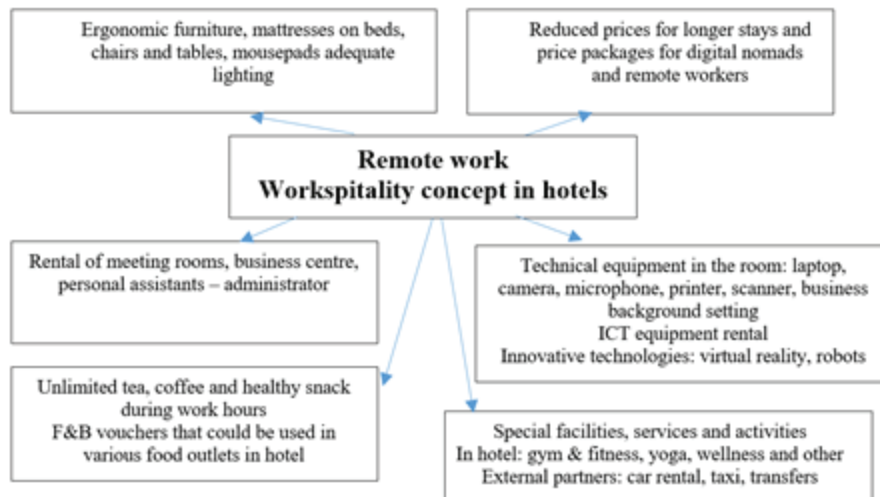 Ergonomic furniture, mattresses on beds,
chairs and tables, mousepads adequate
lighting
Reduced prices for longer stays and
price packages for digital nomads
and remote workers
Remote work
Workspitality concept in hotels
Rental of meeting rooms, business centre,
personal assistants – administrator
Technical equipment in the room: laptop,
camera, microphone, printer, scanner, business
background setting
ICT equipment rental
Innovative technologies: virtual reality, robots
Unlimited tea, coffee and healthy snack
during work hours
F&B vouchers that could be used in
various food outlets in hotel
Special facilities, services and activities
In hotel: gym & fitness, yoga, wellness and other
External partners: car rental, taxi, transfers